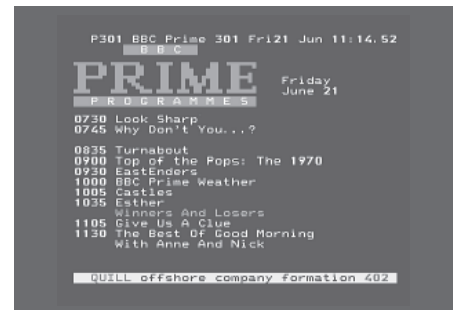 P301 BBC Prime 301 Fri21 Jun 11:14.52
BBC
PRIME
PROGRAMMES
Friday
June 21
0730 Look Sharp
0745 Why Don't You...?
0835 Turnabout
0900 Top of the Pops: The 1970
0930 EastEnders
1000 BBC Prime Weather
1005 Castles
1035 Esther
Winners And Losers
1105 Give Us A Clue
1130 The Best Of Good Morning
With Anne And Nick
QUILL offshore company formation 402